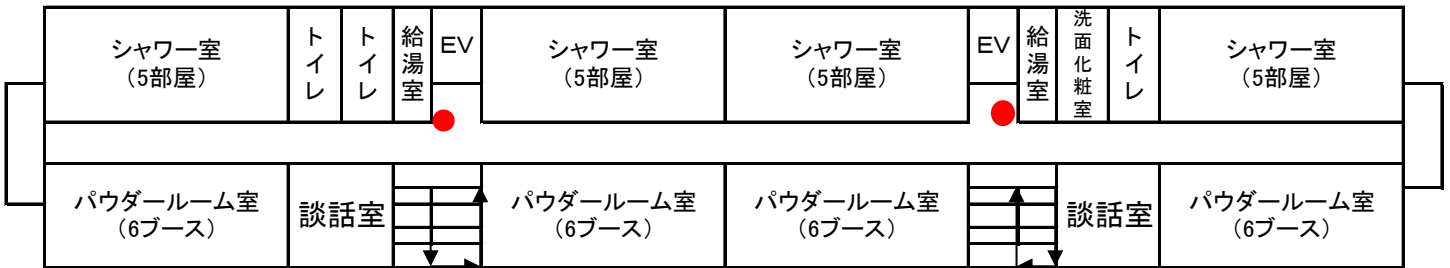 シャワー室
(5部屋)
トイレ
トイレ
給湯室
EV
シャワー室
(5部屋)
シャワー室
(5部屋)
EV
給湯室
洗面化粧室
トイレ
シャワー室
(5部屋)
パウダールーム室
(6ブース)
談話室
パウダールーム室
(6ブース)
パウダールーム室
(6ブース)
談話室
パウダールーム室
(6ブース)